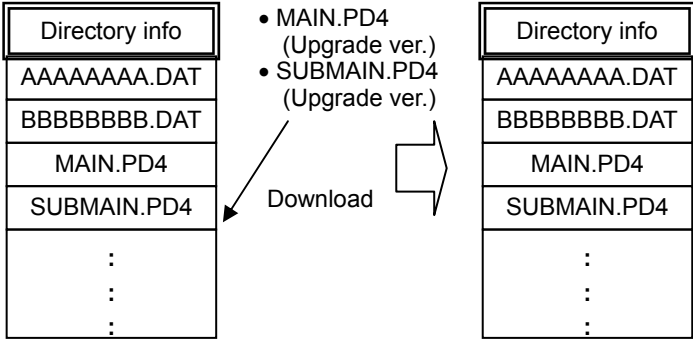 Directory info
AAAAAAAA.DAT
BBBBBBBB.DAT
MAIN.PD4
SUBMAIN.PD4
:
:
:
• MAIN.PD4
(Upgrade ver.)
• SUBMAIN.PD4
(Upgrade ver.)
Download
Directory info
AAAAAAAA.DAT
BBBBBBBB.DAT
MAIN.PD4
SUBMAIN.PD4
:
:
: